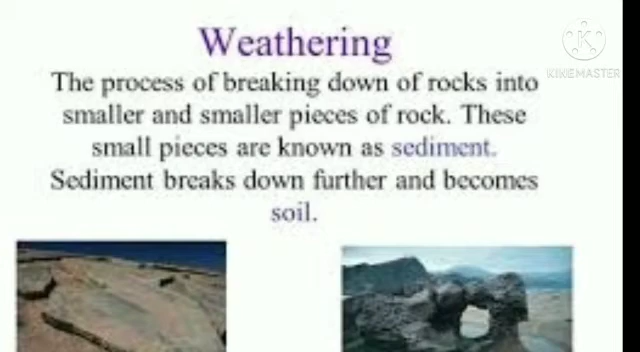 Weathering
KINEMASTER
The process of breaking down of rocks into
smaller and smaller pieces of rock. These
small pieces are known as sediment.
Sediment breaks down further and becomes
soil.